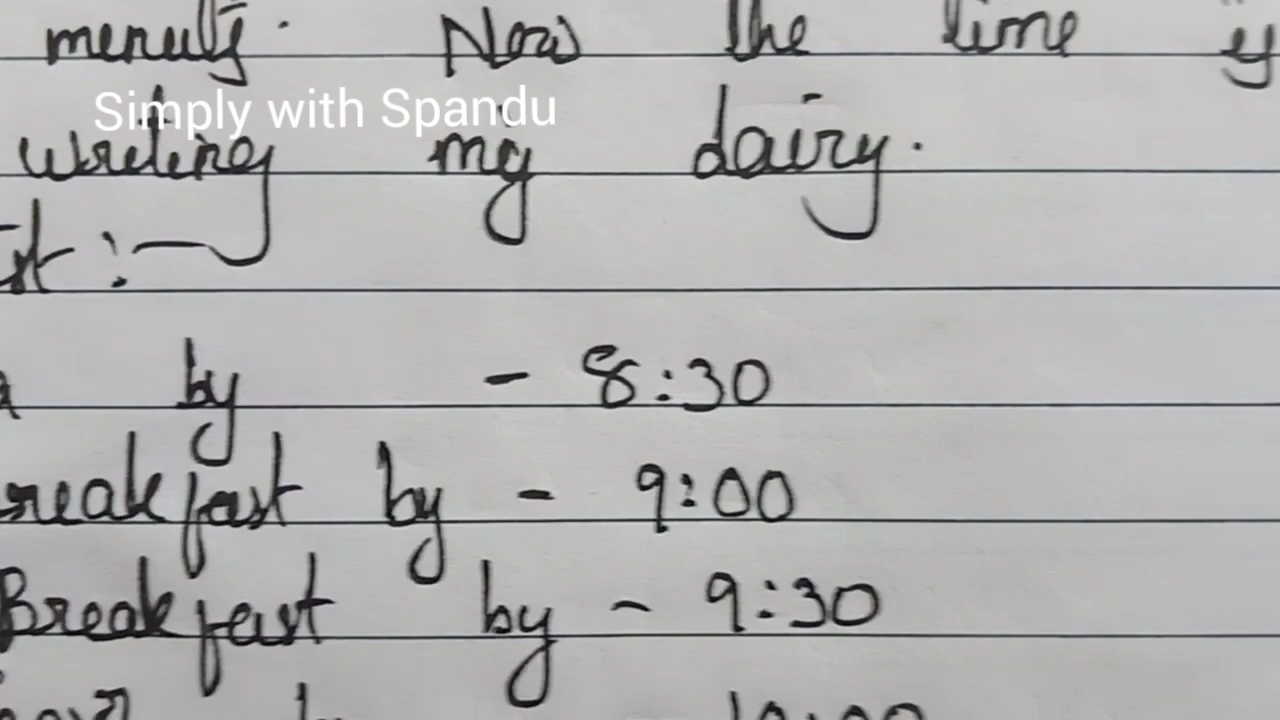 Now the time is
Simply with Spandu
writing my dairy.
by - 8:30
reakfast by - 9:00
Breakfast by - 9:30